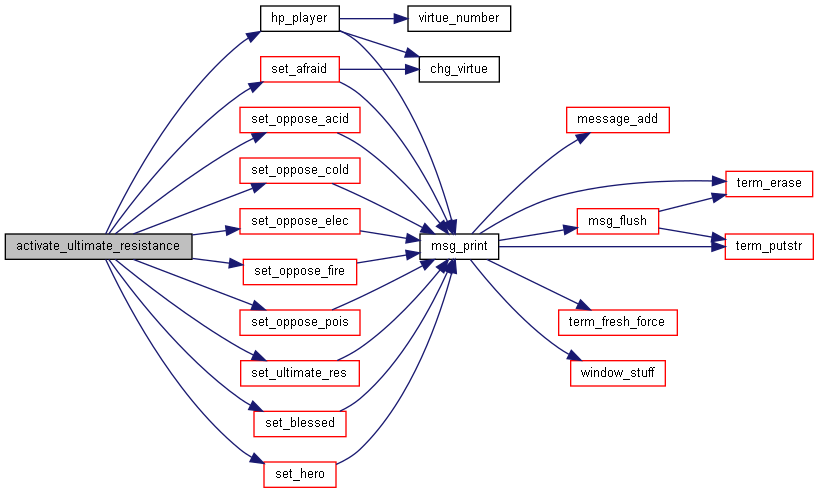 activate_ultimate_resistance
hp_player
set_afraid
set_oppose_acid
set_oppose_cold
set_oppose_elec
set_oppose_fire
set_oppose_pois
set_ultimate_res
set_blessed
set_hero
virtue_number
chg_virtue
msg_print
message_add
msg_flush
term_fresh_force
window_stuff
term_erase
term_putstr